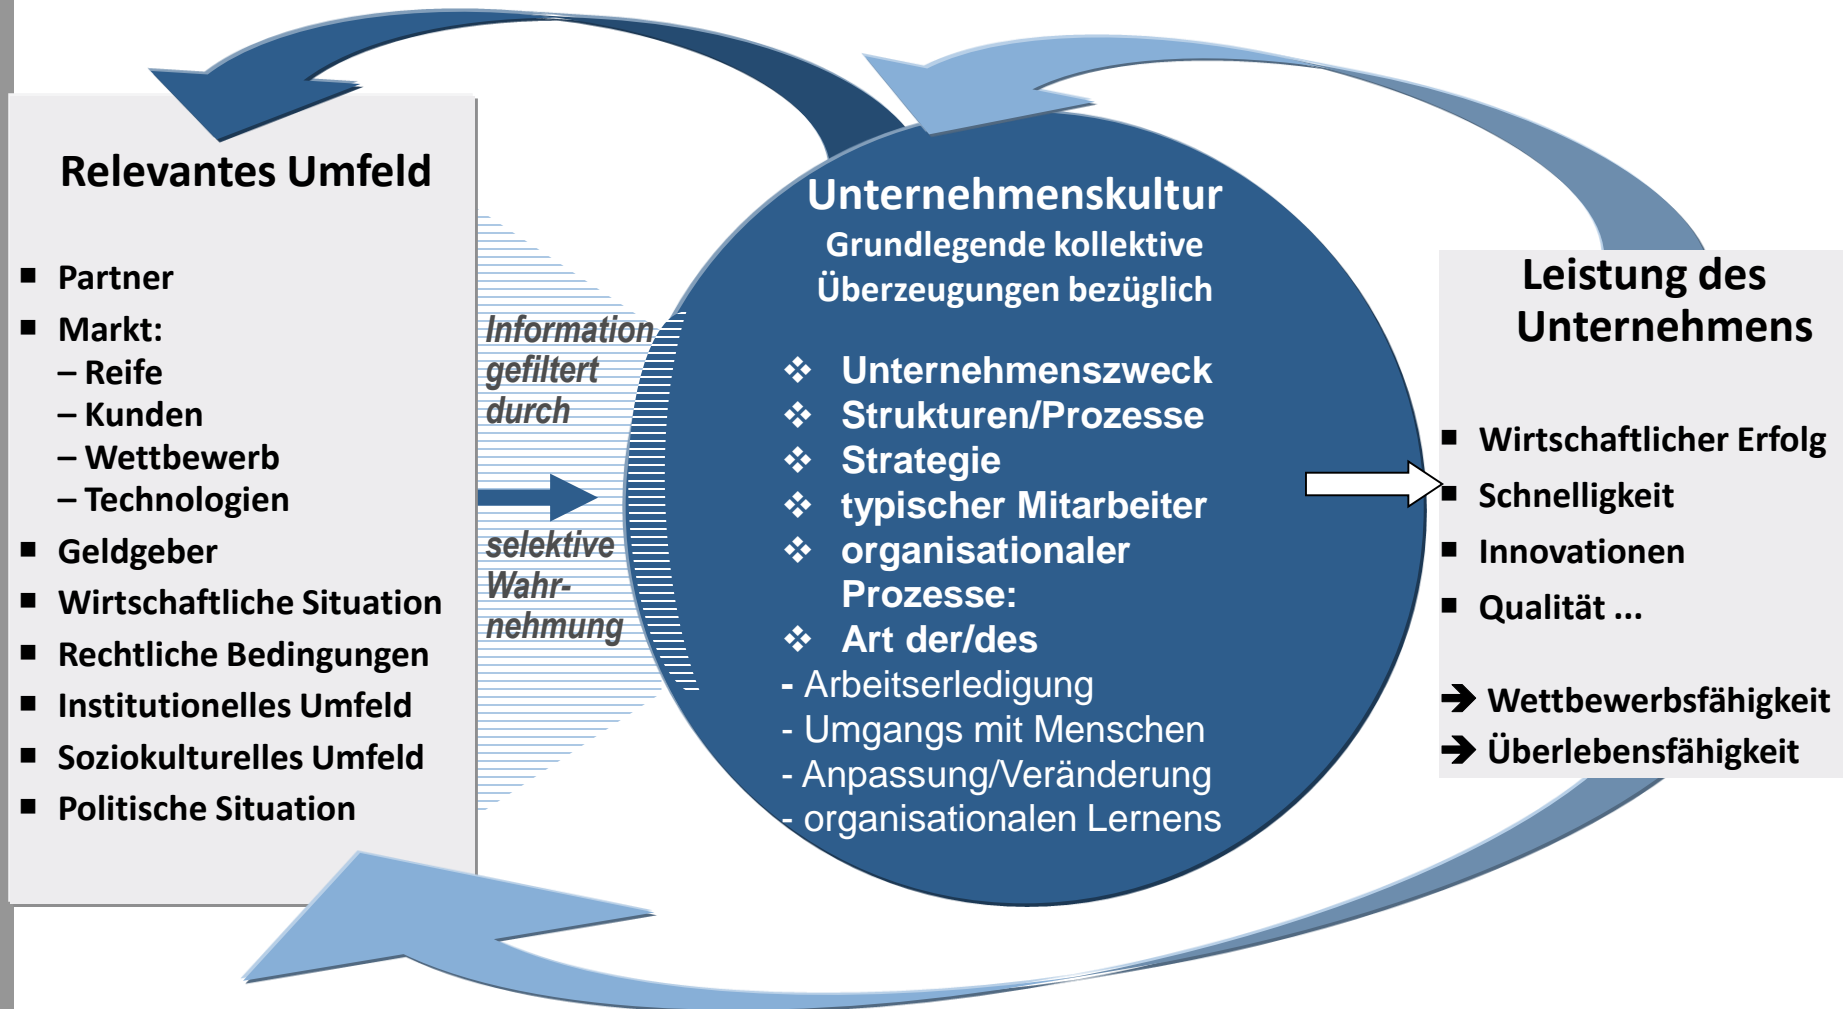 Relevantes Umfeld
■ Partner
■ Markt:
– Reife
– Kunden
– Wettbewerb
– Technologien
■ Geldgeber
■ Wirtschaftliche Situation
■ Rechtliche Bedingungen
■ Institutionelles Umfeld
■ Soziokulturelles Umfeld
■ Politische Situation
Information
gefiltert
durch
selektive
Wahr-
nehmung
Unternehmenskultur
Grundlegende kollektive
Überzeugungen bezüglich
❖ Unternehmenszweck
❖ Strukturen/Prozesse
❖ Strategie
❖ typischer Mitarbeiter
❖ organisationaler
Prozesse:
❖ Art der/des
- Arbeitserledigung
- Umgangs mit Menschen
- Anpassung/Veränderung
- organisationalen Lernens
Leistung des
Unternehmens
■ Wirtschaftlicher Erfolg
■ Schnelligkeit
■ Innovationen
■ Qualität ...
➔ Wettbewerbsfähigkeit
➔ Überlebensfähigkeit